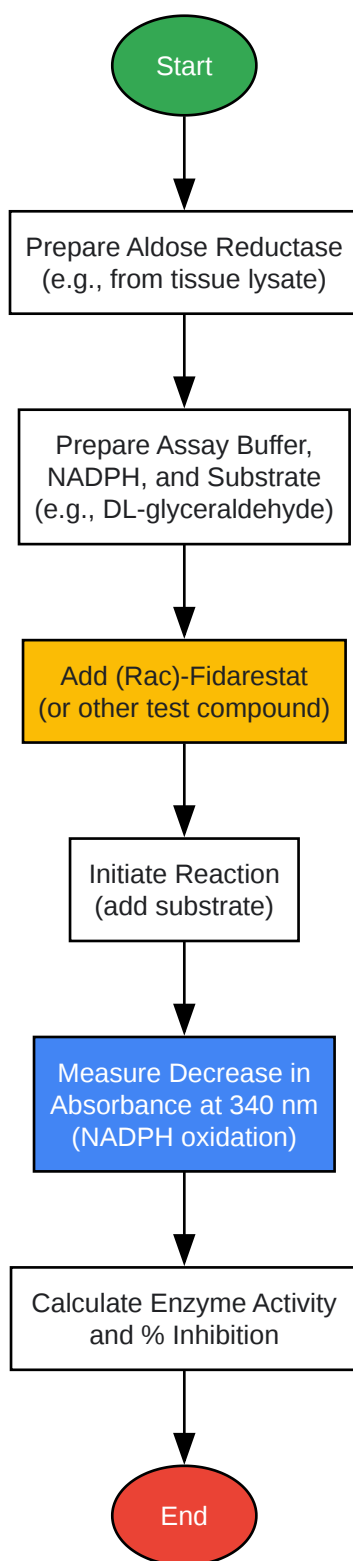 Start
Prepare Aldose Reductase
(e.g., from tissue lysate)
Prepare Assay Buffer,
NADPH, and Substrate
(e.g., DL-glyceraldehyde)
Add (Rac)-Fidarestat
(or other test compound)
Initiate Reaction
(add substrate)
Measure Decrease in
Absorbance at 340 nm
(NADPH oxidation)
Calculate Enzyme Activity
and % Inhibition
End